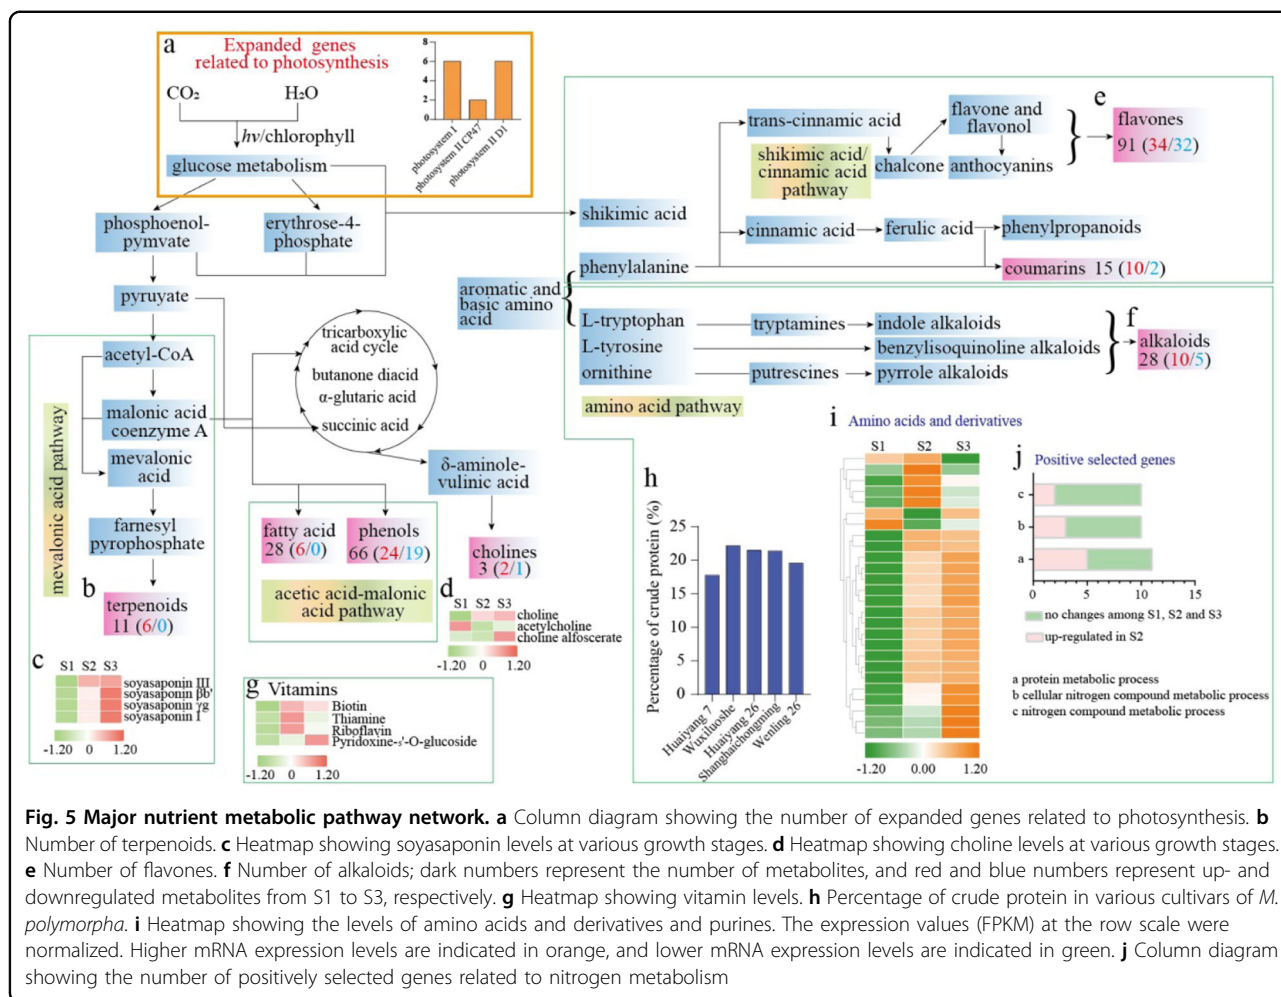 a
Expanded genes
related to photosynthesis
CO₂
H₂O
hv/chlorophyll
glucose metabolism
8
6
4
2
0
photosystem I
photosystem II CP47
photosystem II D1
phosphoenol-
pymvate
erythrose-4-
phosphate
pyruyate
acetyl-CoA
malonic acid
coenzyme A
mevalonic
acid
farnesyl
pyrophosphate
mevalonic acid pathway
b
terpenoids
11 (6/0)
tricarboxylic
acid cycle
butanone diacid
α-glutaric acid
succinic acid
δ-aminole-
vulinic acid
fatty acid
28 (6/0)
phenols
66 (24/19)
acetic acid-malonic
acid pathway
cholines
3 (2/1)
c
S1 S2 S3
soyasaponin III
soyasaponin βb'
soyasaponin γg
soyasaponin I
-1.20 0 1.20
d
S1 S2 S3
choline
acetylcholine
choline alfoscerate
-1.20 0 1.20
g Vitamins
Biotin
Thiamine
Riboflavin
Pyridoxine-5'-O-glucoside
-1.20 0 1.20
shikimic acid
aromatic and
basic amino
acid
phenylalanine
trans-cinnamic acid
shikimic acid/
cinnamic acid
pathway
chalcone
flavone and
flavonol
anthocyanins
e
flavones
91 (34/32)
cinnamic acid
ferulic acid
phenylpropanoids
coumarins 15 (10/2)
L-tryptophan
tryptamines
indole alkaloids
L-tyrosine
benzylisoquinoline alkaloids
ornithine
putrescines
pyrrole alkaloids
amino acid pathway
f
alkaloids
28 (10/5)
h
Percentage of crude protein (%)
25
20
15
10
5
0
Huaiyang 7
Wuxiluoshe
Huaiyang 26
Shanghaichongming
Wenling 26
i Amino acids and derivatives
S1 S2 S3
-1.20 0.00 1.20
j Positive selected genes
c
b
a
0 5 10 15
no changes among S1, S2 and S3
up-regulated in S2
a protein metabolic process
b cellular nitrogen compound metabolic process
c nitrogen compound metabolic process
Fig. 5 Major nutrient metabolic pathway network. a Column diagram showing the number of expanded genes related to photosynthesis. b
Number of terpenoids. c Heatmap showing soyasaponin levels at various growth stages. d Heatmap showing choline levels at various growth stages.
e Number of flavones. f Number of alkaloids; dark numbers represent the number of metabolites, and red and blue numbers represent up- and
downregulated metabolites from S1 to S3, respectively. g Heatmap showing vitamin levels. h Percentage of crude protein in various cultivars of M.
polymorpha. i Heatmap showing the levels of amino acids and derivatives and purines. The expression values (FPKM) at the row scale were
normalized. Higher mRNA expression levels are indicated in orange, and lower mRNA expression levels are indicated in green. j Column diagram
showing the number of positively selected genes related to nitrogen metabolism